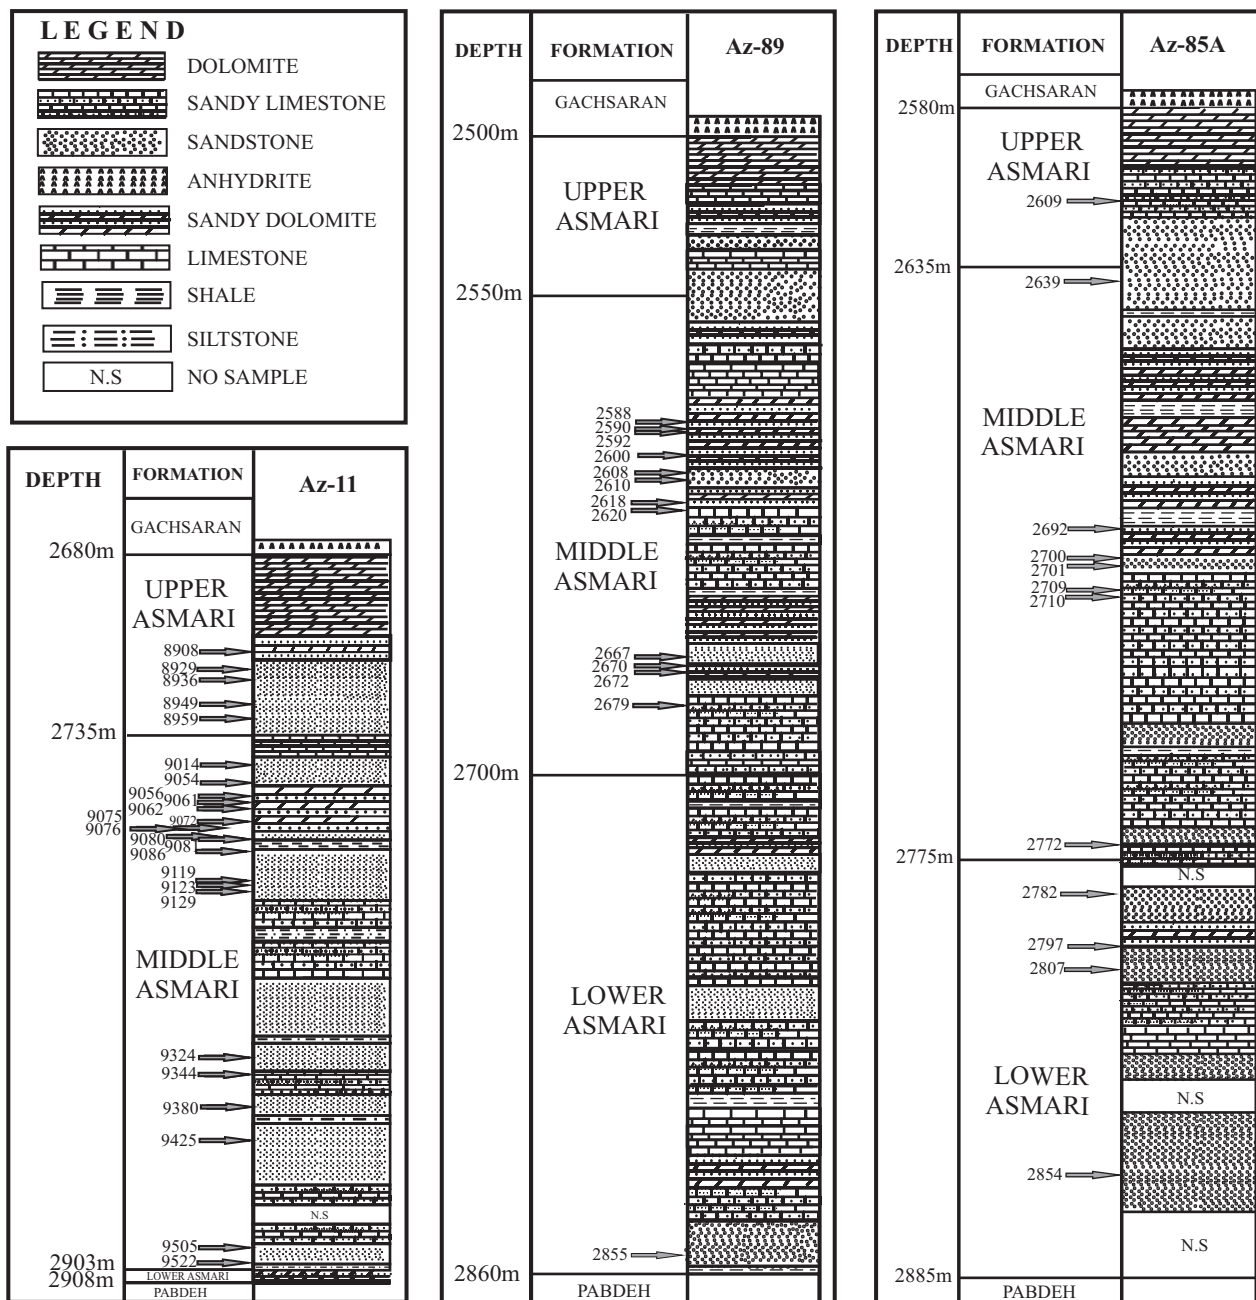 L E G E N D
DOLOMITE
SANDY LIMESTONE
SANDSTONE
ANHYDRITE
SANDY DOLOMITE
LIMESTONE
SHALE
SILTSTONE
N.S NO SAMPLE
DEPTH FORMATION Az-11
GACHSARAN
2680m
UPPER
ASMARI
8908
8929
8936
8949
8959
2735m
9014
9054
9056
9061
9062
9075
9072
9076
9080
908
9086
9119
9123
9129
MIDDLE
ASMARI
9324
9344
9380
9425
N.S
9505
9522
2903m
LOWER ASMARI
2908m
PABDEH
DEPTH FORMATION Az-89
GACHSARAN
2500m
UPPER
ASMARI
2550m
2588
2590
2592
2600
2608
2610
2618
2620
MIDDLE
ASMARI
2667
2670
2672
2679
2700m
LOWER
ASMARI
2855
2860m
PABDEH
DEPTH FORMATION Az-85A
GACHSARAN
2580m
UPPER
ASMARI
2609
2635m
2639
MIDDLE
ASMARI
2692
2700
2701
2709
2710
2772
2775m
N.S
2782
2797
2807
LOWER
ASMARI
N.S
2854
N.S
2885m
PABDEH